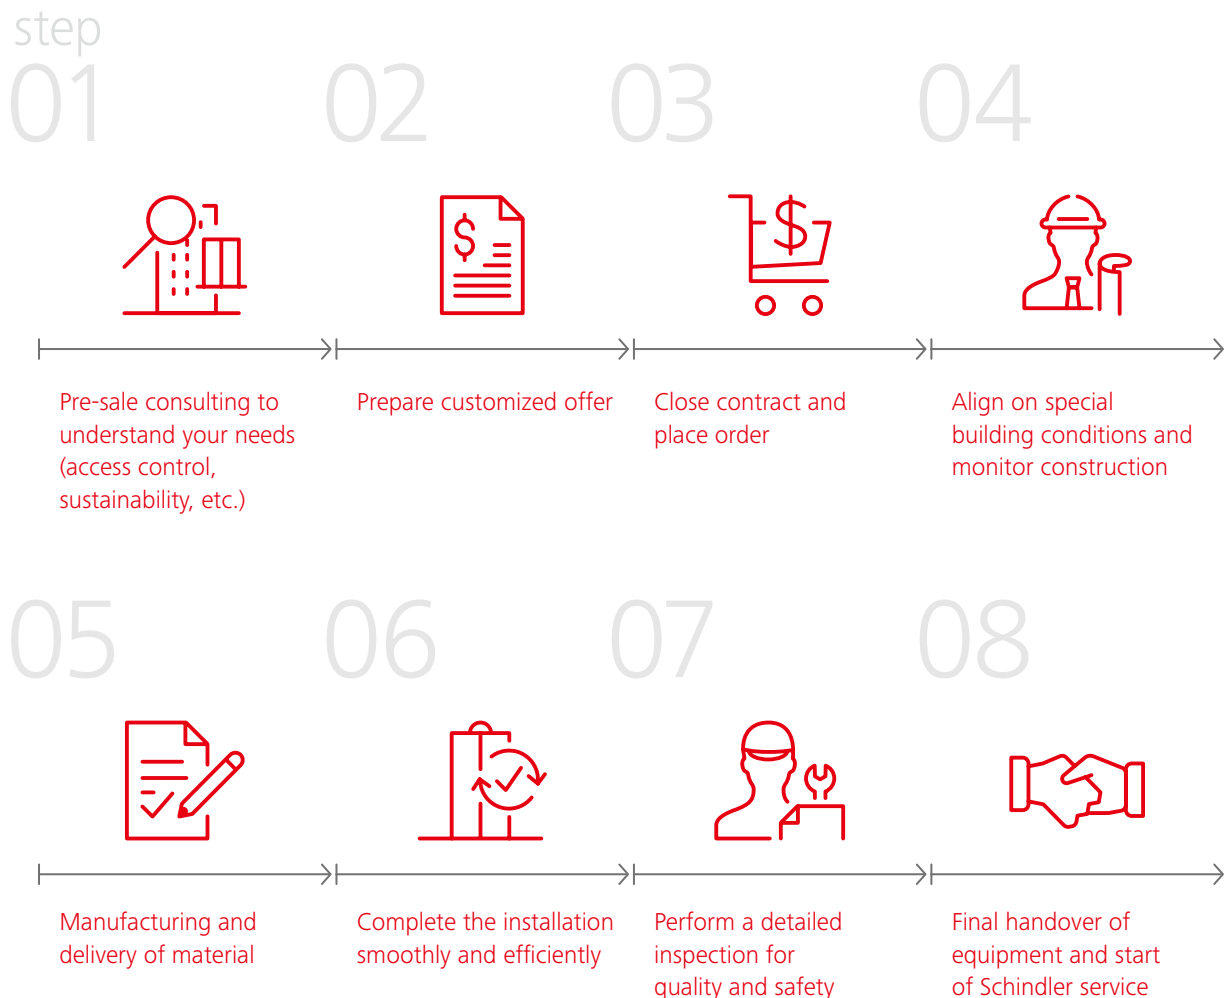 step
01
02
03
04
Pre-sale consulting to
understand your needs
(access control,
sustainability, etc.)
Prepare customized offer
Close contract and
place order
Align on special
building conditions and
monitor construction
05
06
07
08
Manufacturing and
delivery of material
Complete the installation
smoothly and efficiently
Perform a detailed
inspection for
quality and safety
Final handover of
equipment and start
of Schindler service